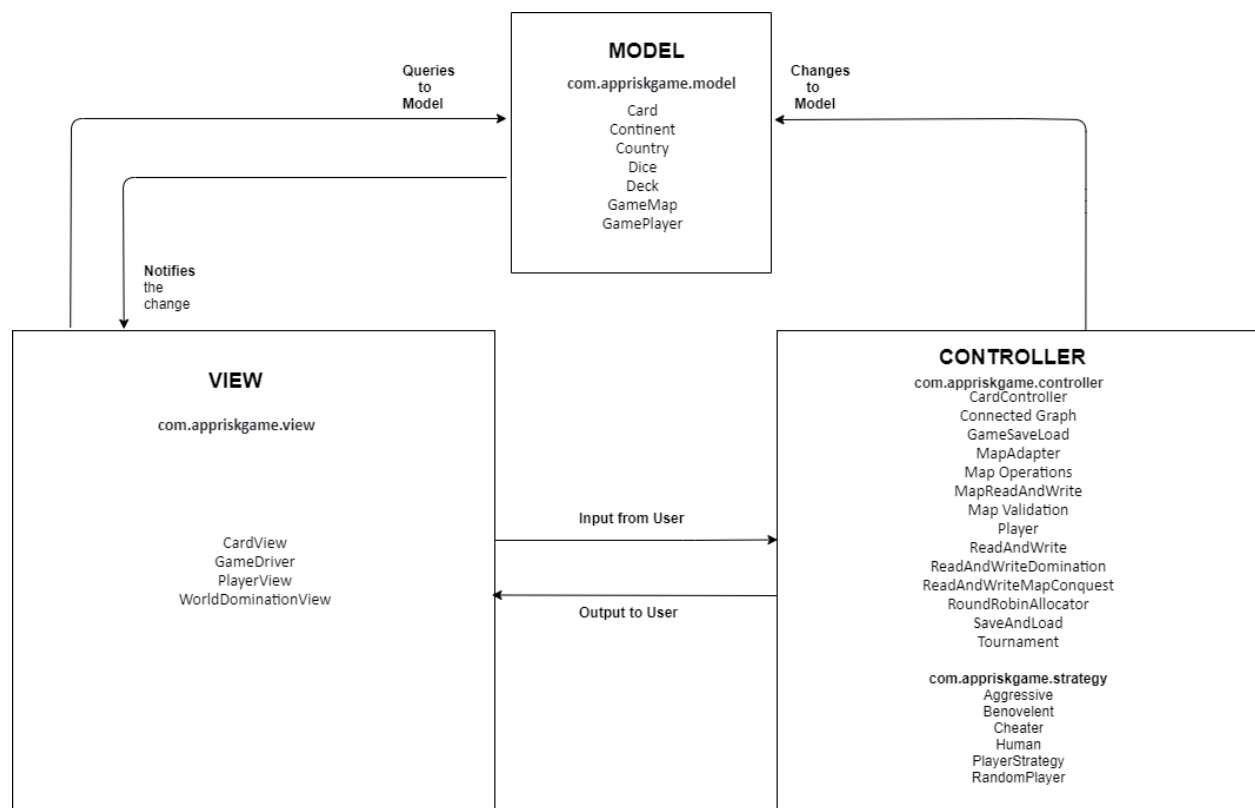 MODEL
com.appriskgame.model
Card
Continent
Country
Dice
Deck
GameMap
GamePlayer
Queries
to
Model
Changes
to
Model
Notifies
the
change
VIEW
com.appriskgame.view
CardView
GameDriver
PlayerView
WorldDominationView
Input from User
Output to User
CONTROLLER
com.appriskgame.controller
CardController
Connected Graph
GameSaveLoad
MapAdapter
Map Operations
MapReadAndWrite
Map Validation
Player
ReadAndWrite
ReadAndWriteDomination
ReadAndWriteMapConquest
RoundRobinAllocator
SaveAndLoad
Tournament
com.appriskgame.strategy
Aggressive
Benovelent
Cheater
Human
PlayerStrategy
RandomPlayer